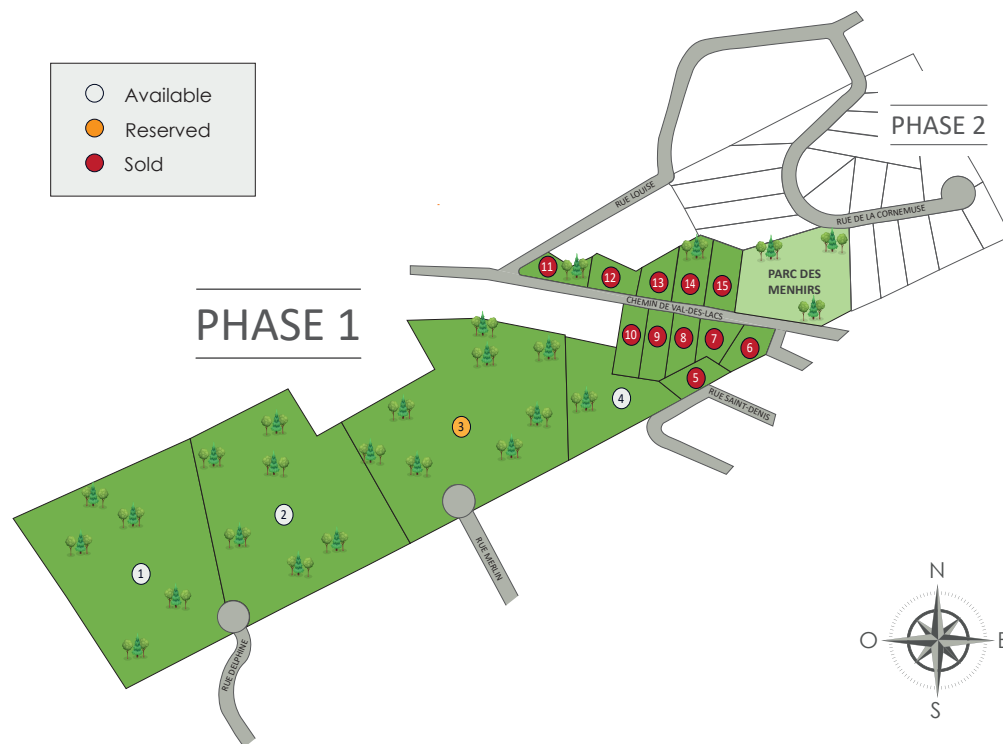 Available
Reserved
Sold
PHASE 2
RUE LOUISE
RUE DE LA CORNEMUSE
PARC DES
MENHIRS
11
12
13
14
15
CHEMIN DE VAL-DES-LACS
PHASE 1
10
9
8
7
6
5
RUE SAINT-DENIS
4
3
2
1
RUE MERLIN
RUE DELPHINE
N
O
E
S